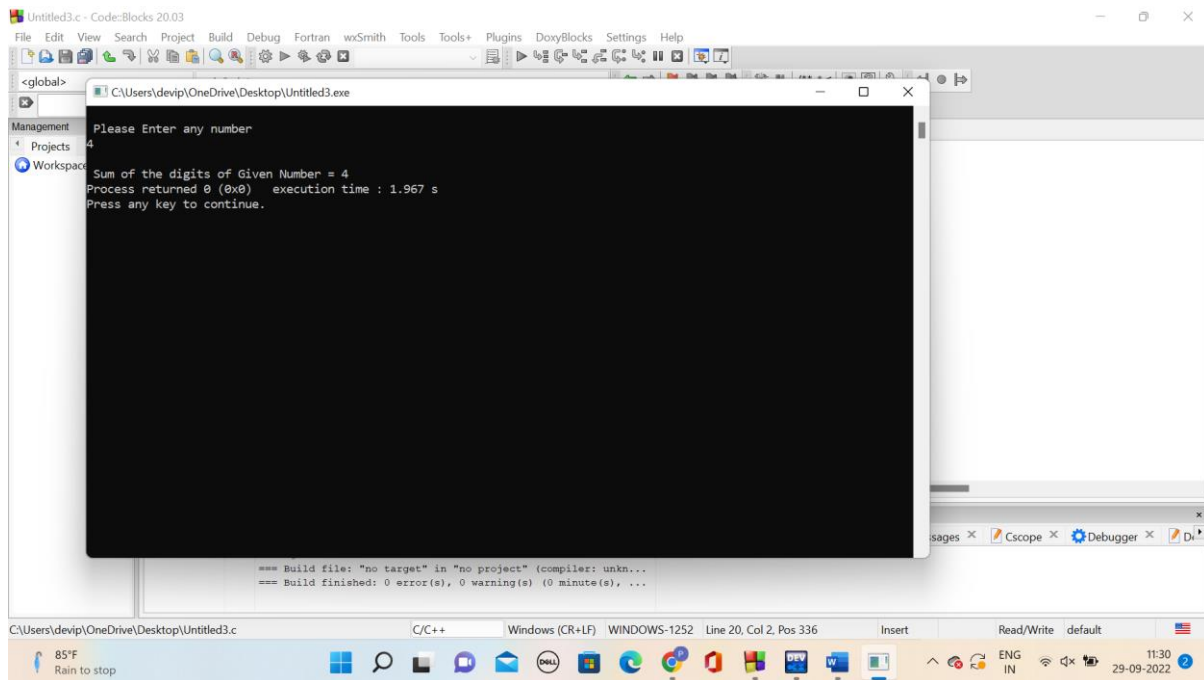 Untitled3.c - Code::Blocks 20.03
File Edit View Search Project Build Debug Fortran wxSmith Tools Tools+ Plugins DoxyBlocks Settings Help
<global>
C:\Users\devip\OneDrive\Desktop\Untitled3.exe
Management
Projects
Workspace
Please Enter any number
4
Sum of the digits of Given Number = 4
Process returned 0 (0x0) execution time : 1.967 s
Press any key to continue.
Cscope Debugger
=== Build file: "no target" in "no project" (compiler: unkn...
=== Build finished: 0 error(s), 0 warning(s) (0 minute(s), ...
C:\Users\devip\OneDrive\Desktop\Untitled3.c C/C++ Windows (CR+LF) WINDOWS-1252 Line 20, Col 2, Pos 336 Insert Read/Write default
85°F
Rain to stop
DELL
DEV
ENG
IN
11:30
29-09-2022
2